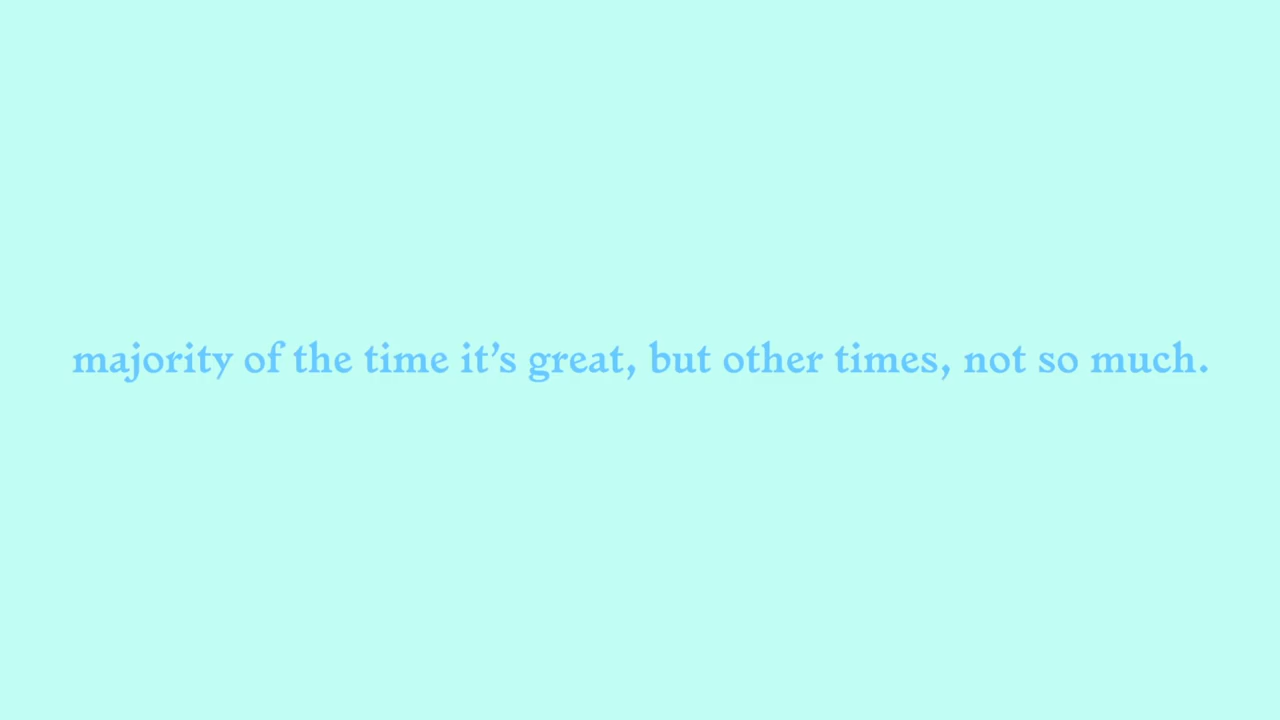 majority of the time it’s great, but other times, not so much.